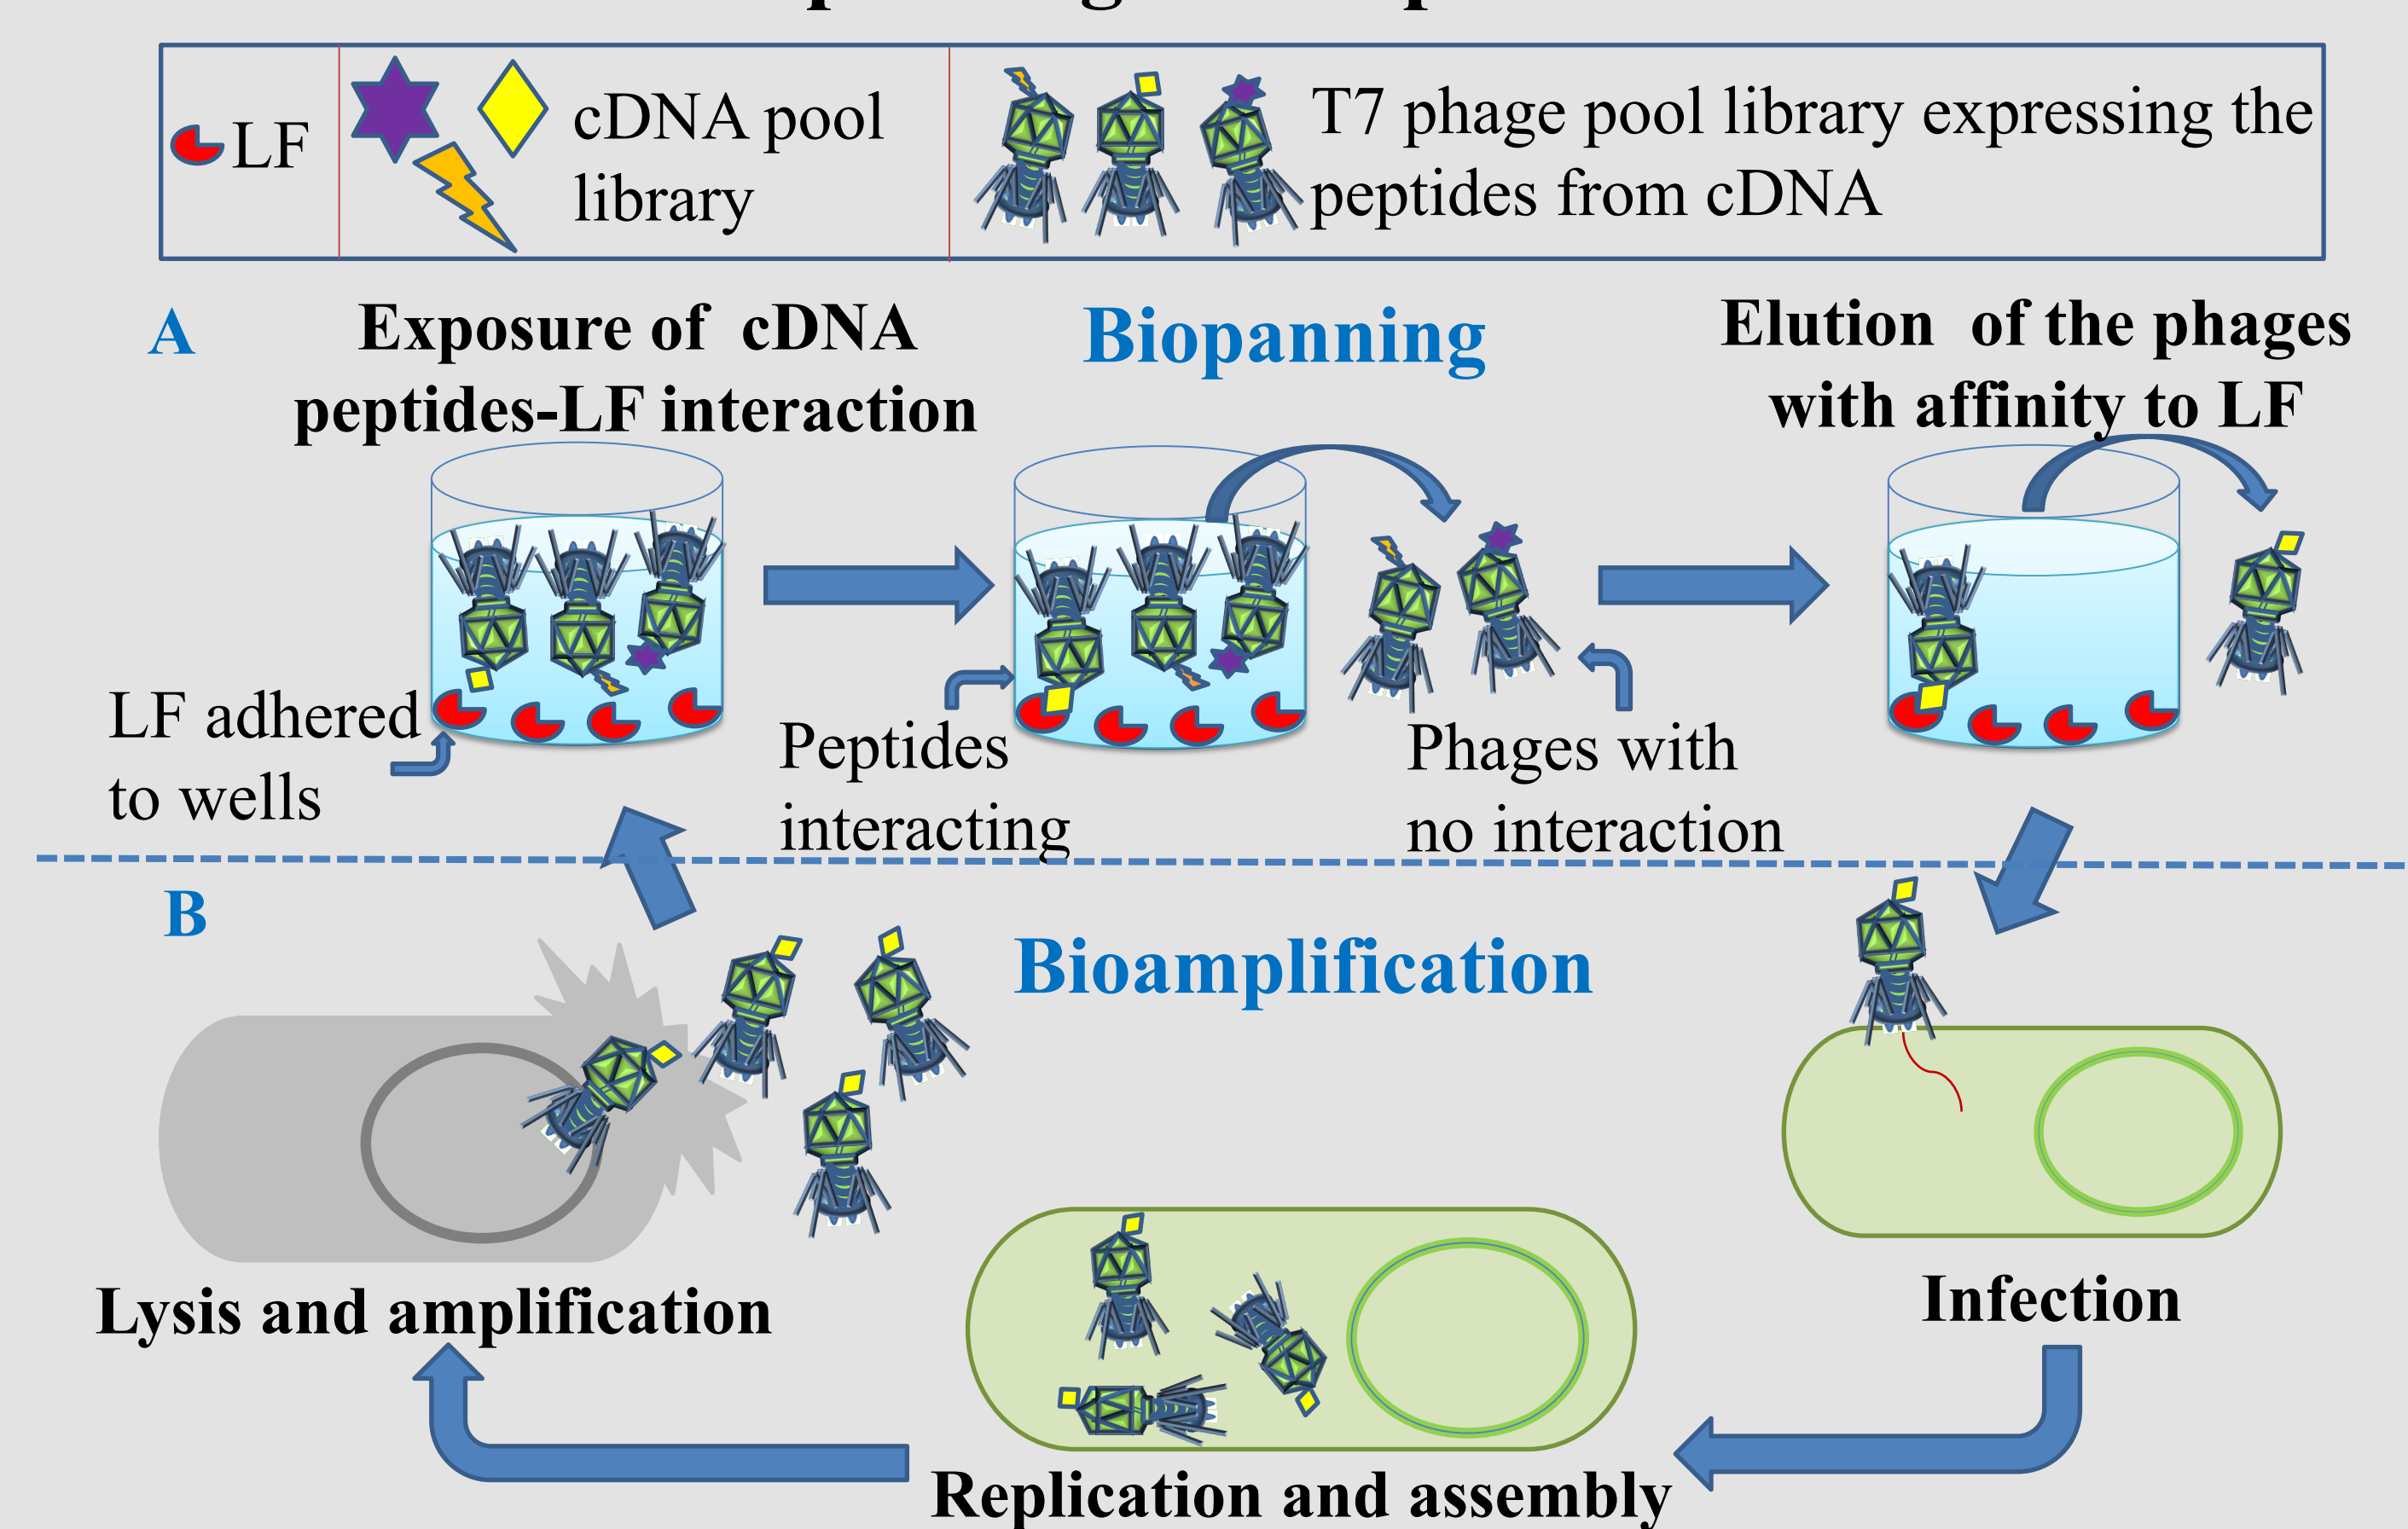 LF
cDNA pool
library
T7 phage pool library expressing the
peptides from cDNA
A
Exposure of cDNA
peptides-LF interaction
Biopanning
Elution of the phages
with affinity to LF
LF adhered
to wells
Peptides
interacting
Phages with
no interaction
B
Bioamplification
Lysis and amplification
Infection
Replication and assembly